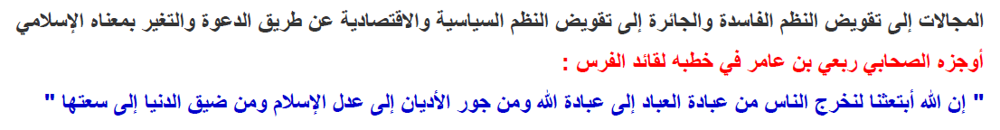 المجالات إلى تقويض النظم الفاسدة والجائرة إلى تقويض النظم السياسية والاقتصادية عن طريق الدعوة والتغير بمعناه الإسلامي
أوجزه الصحابي ربعي بن عامر في خطبه لقائد الفرس :
" إن الله أبتعثنا لنخرج الناس من عبادة العباد إلى عبادة الله ومن جور الأديان إلى عدل الإسلام ومن ضيق الدنيا إلى سعتها "